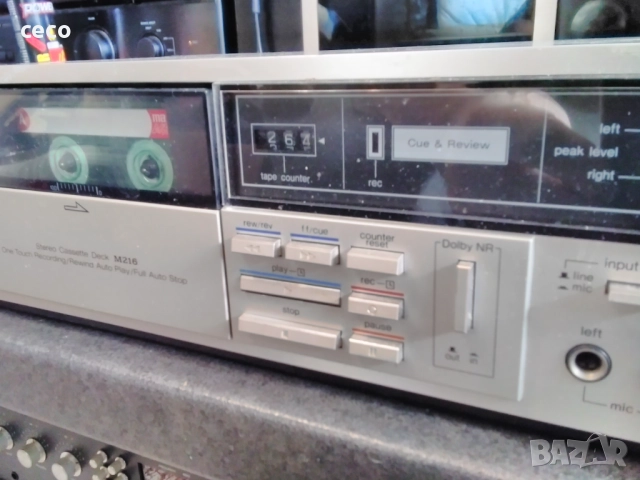 ceco
264
Cue & Review
tape counter
rec
left
peak level
right
Stereo Cassette Deck M216
One Touch Recording/Rewind Auto Play/Full Auto Stop
rew/rev
ff/cue
counter
reset
Dolby NR
play
rec
stop
pause
out
in
input
line
mic
left
mic
BAZAR
bg